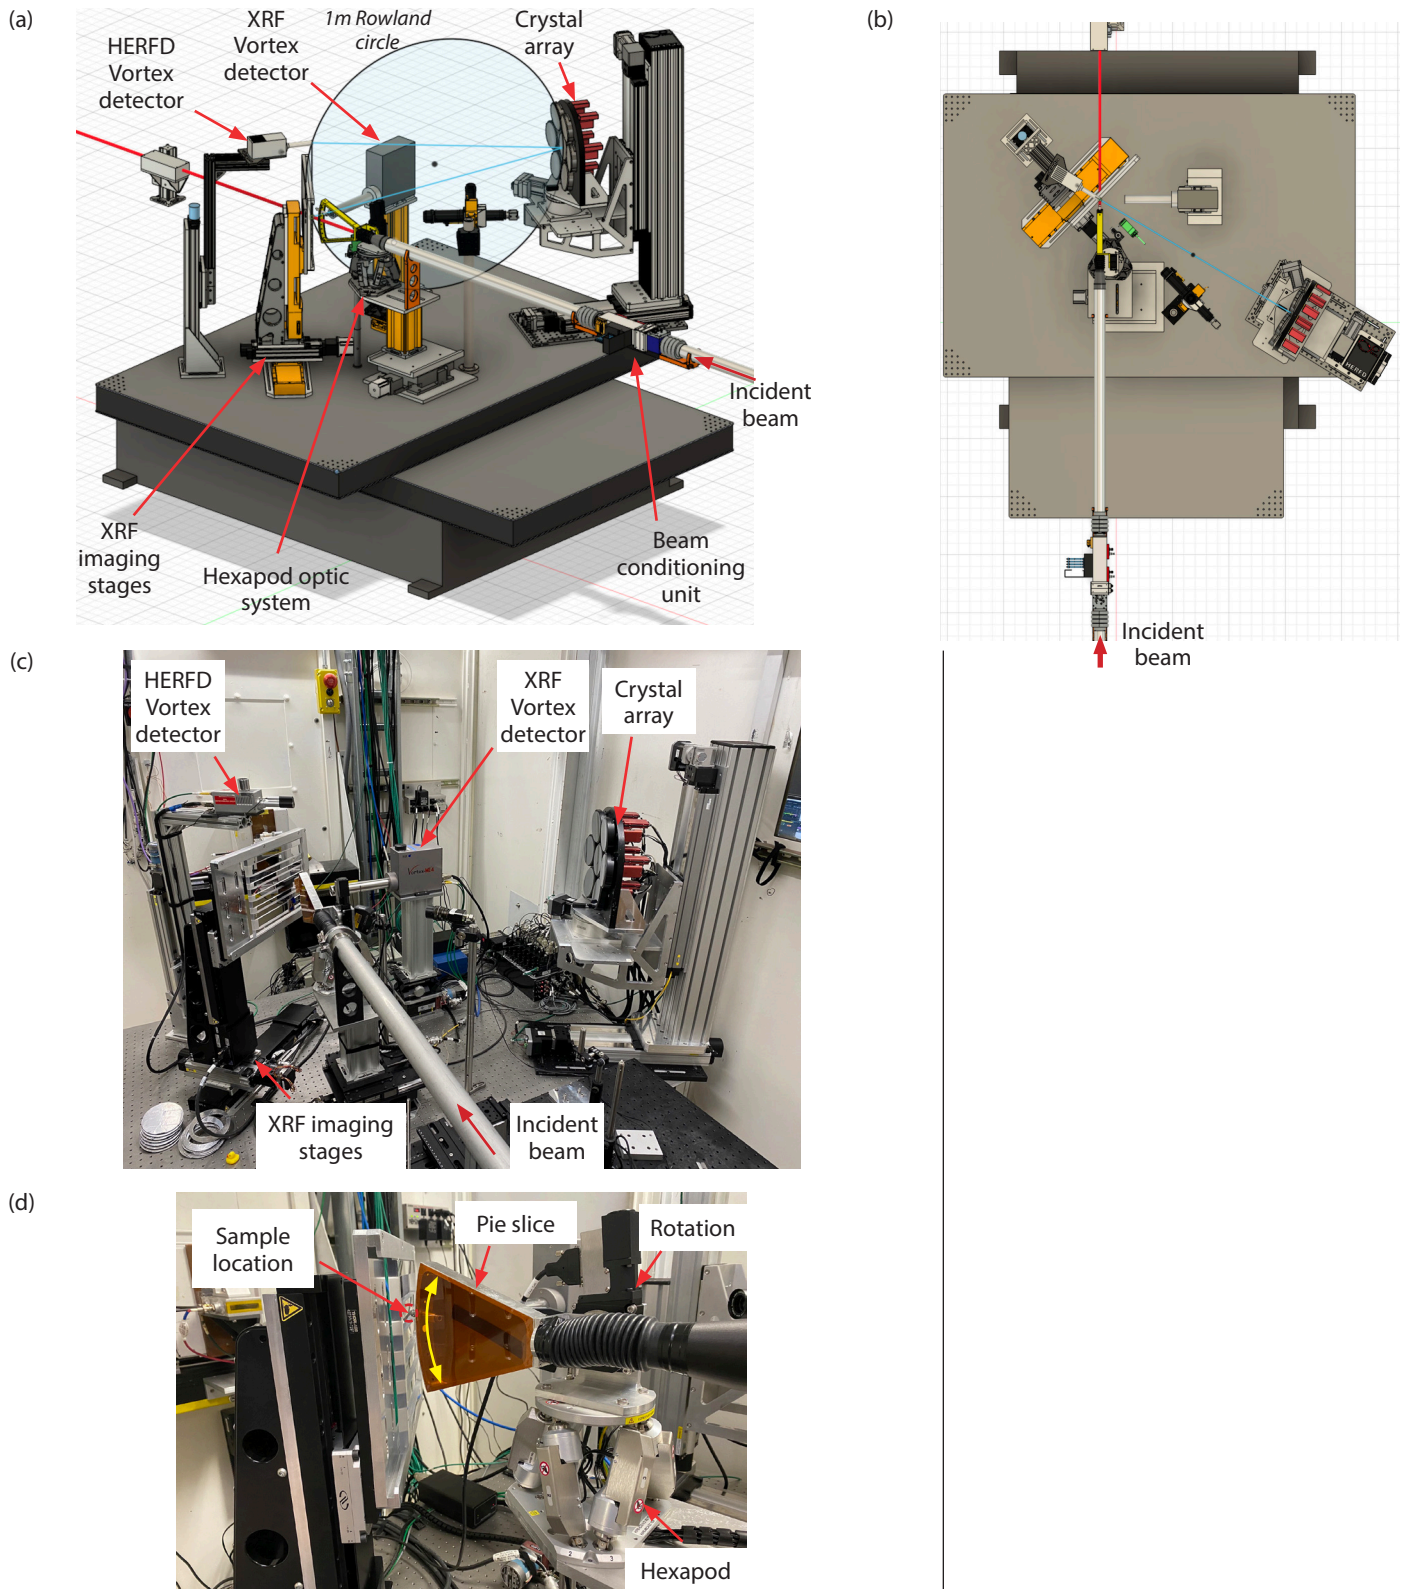 (a)
HERFD
Vortex
detector
XRF
Vortex
detector
1m Rowland
circle
Crystal
array
Incident
beam
XRF
imaging
stages
Hexapod optic
system
Beam
conditioning
unit
(b)
HERFD
Incident
beam
(c)
HERFD
Vortex
detector
XRF
Vortex
detector
Crystal
array
XRF imaging
stages
Incident
beam
(d)
Sample
location
Pie slice
Rotation
2
3
Hexapod